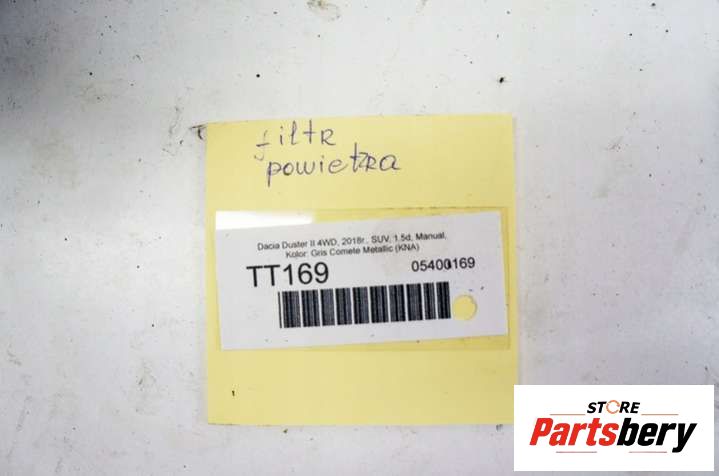 filtr
powietrza
Dacia Duster II 4WD, 2018r., SUV, 1.5d, Manual,
Kolor: Gris Comete Metallic (KNA)
TT169
05400169
STORE
Partsbery